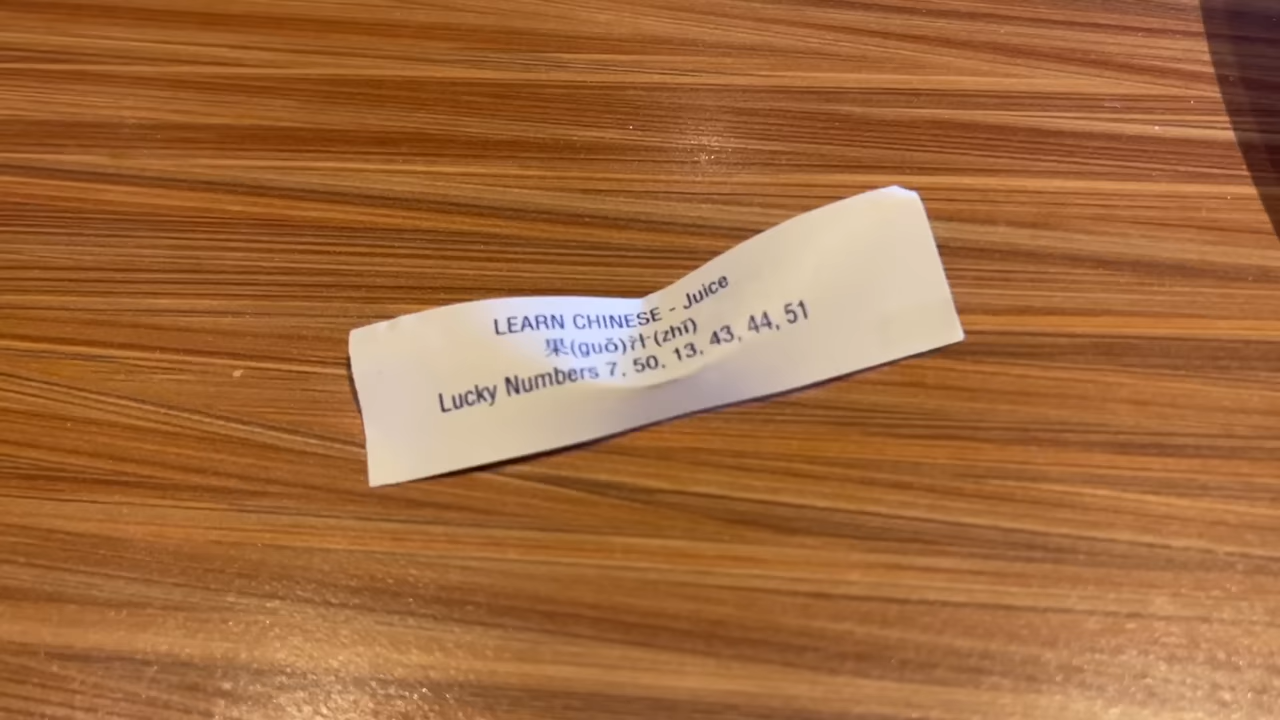 LEARN CHINESE - Juice
果(guǒ)汁(zhī)
Lucky Numbers 7, 50, 13, 43, 44, 51